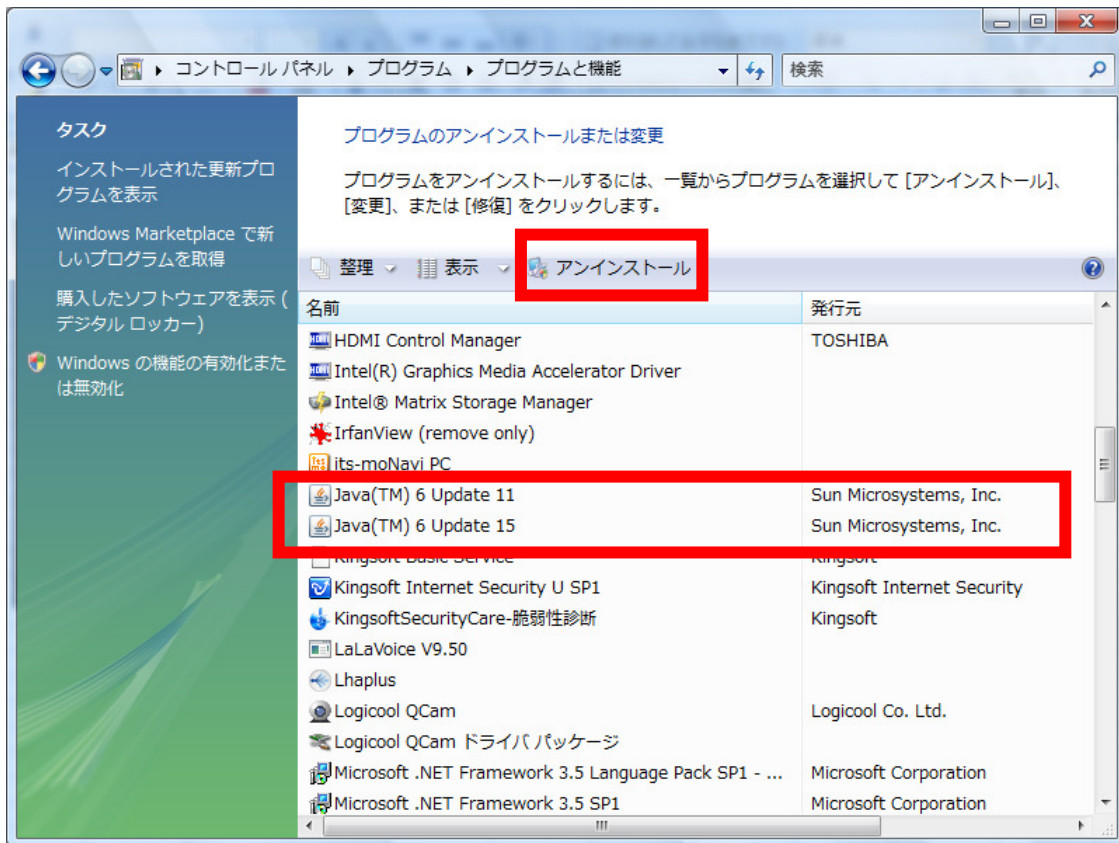 コントロール パネル ▸ プログラム ▸ プログラムと機能
検索
タスク
インストールされた更新プロ
グラムを表示
Windows Marketplace で新
しいプログラムを取得
購入したソフトウェアを表示 (
デジタル ロッカー)
Windows の機能の有効化また
は無効化
プログラムのアンインストールまたは変更
プログラムをアンインストールするには、一覧からプログラムを選択して [アンインストール]、
[変更]、または [修復] をクリックします。
整理 表示 アンインストール
名前 発行元
HDMI Control Manager TOSHIBA
Intel(R) Graphics Media Accelerator Driver
Intel® Matrix Storage Manager
IrfanView (remove only)
its-moNavi PC
Java(TM) 6 Update 11 Sun Microsystems, Inc.
Java(TM) 6 Update 15 Sun Microsystems, Inc.
Kingsoft Basic Service Kingsoft
Kingsoft Internet Security U SP1 Kingsoft Internet Security
KingsoftSecurityCare-脆弱性診断 Kingsoft
LaLaVoice V9.50
Lhaplus
Logicool QCam Logicool Co. Ltd.
Logicool QCam ドライバ パッケージ
Microsoft .NET Framework 3.5 Language Pack SP1 - ... Microsoft Corporation
Microsoft .NET Framework 3.5 SP1 Microsoft Corporation